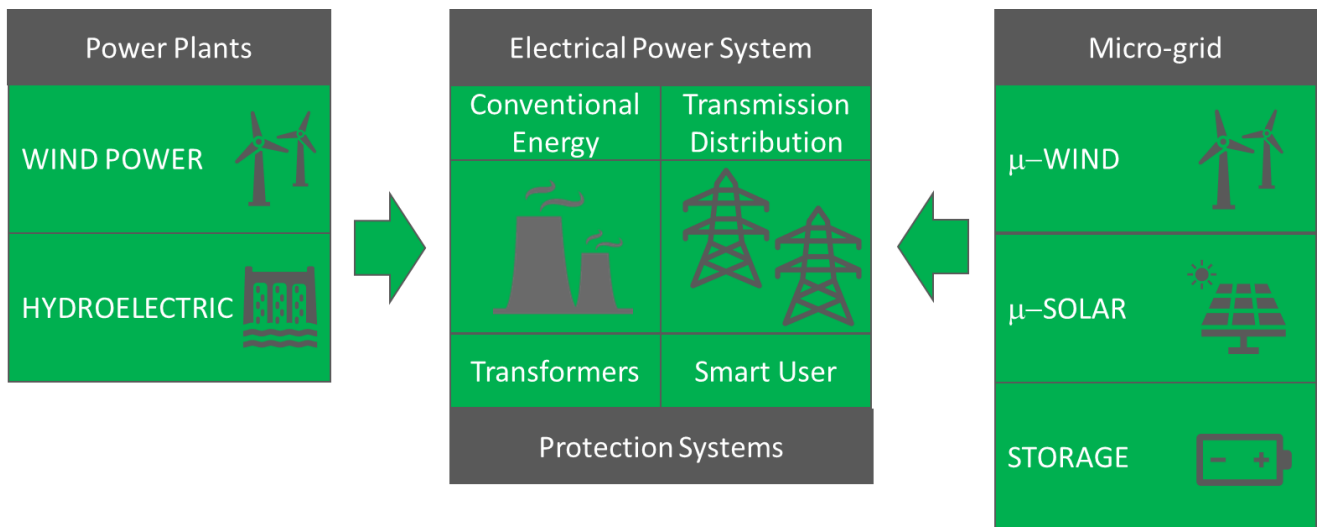 Power Plants
WIND POWER
HYDROELECTRIC
Electrical Power System
Conventional
Energy
Transmission
Distribution
Transformers
Smart User
Protection Systems
Micro-grid
μ–WIND
μ–SOLAR
STORAGE